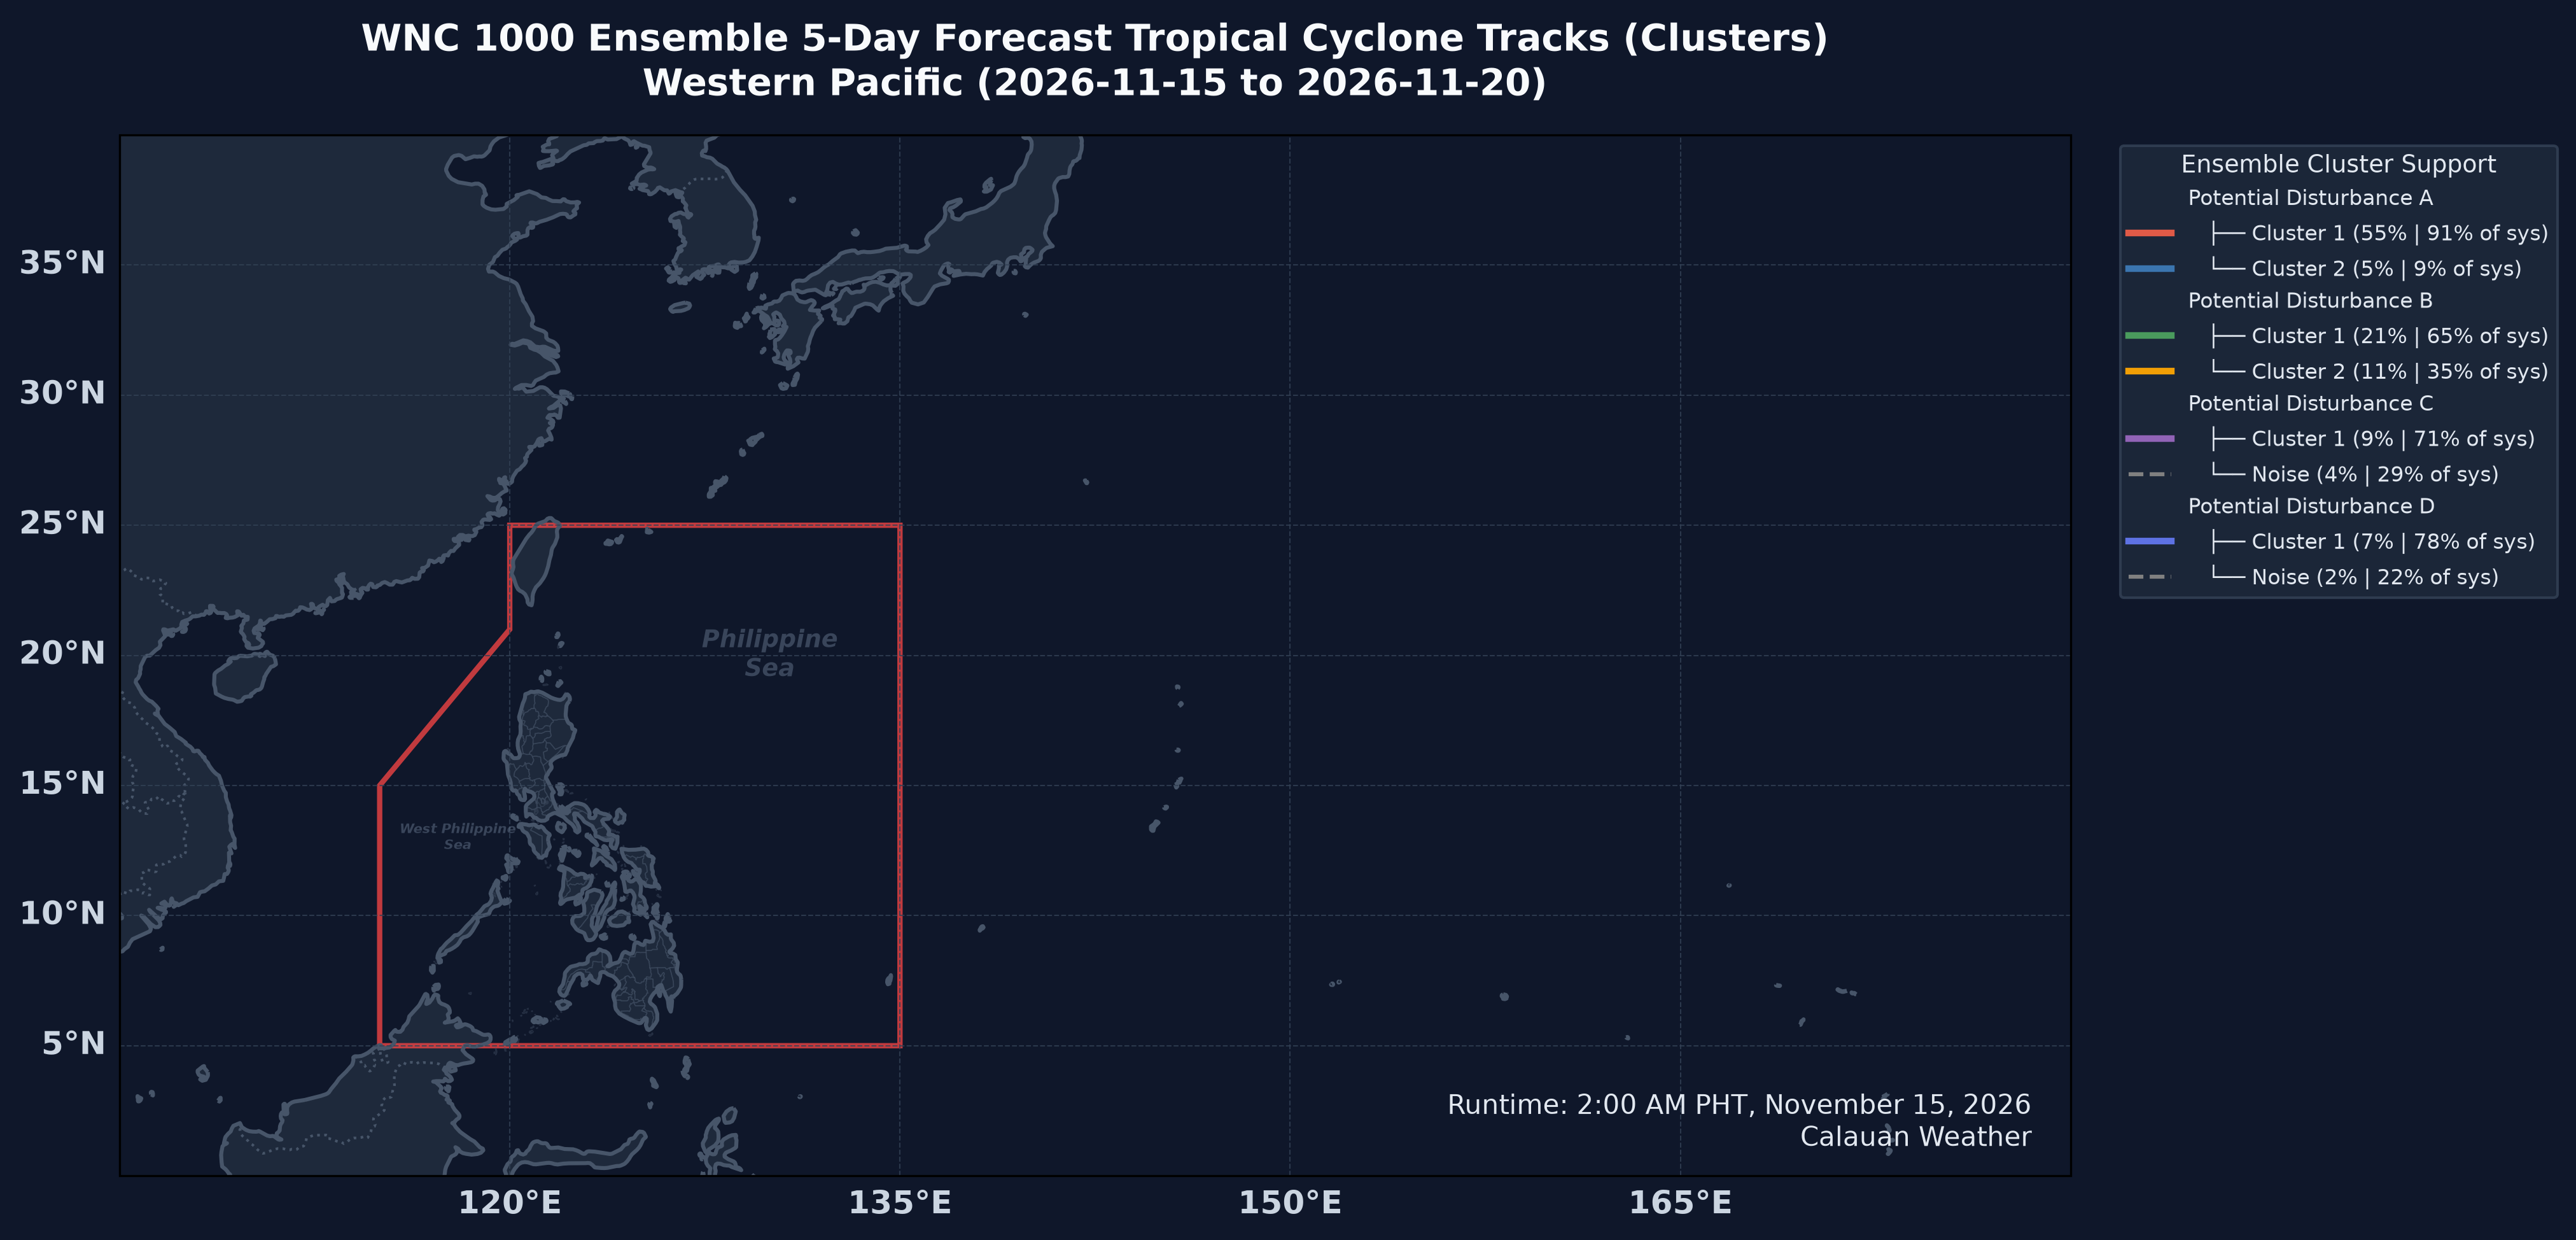 WNC 1000 Ensemble 5-Day Forecast Tropical Cyclone Tracks (Clusters)
Western Pacific (2026-11-15 to 2026-11-20)
Ensemble Cluster Support
Potential Disturbance A
├── Cluster 1 (55% | 91% of sys)
└── Cluster 2 (5% | 9% of sys)
Potential Disturbance B
├── Cluster 1 (21% | 65% of sys)
└── Cluster 2 (11% | 35% of sys)
Potential Disturbance C
├── Cluster 1 (9% | 71% of sys)
└── Noise (4% | 29% of sys)
Potential Disturbance D
├── Cluster 1 (7% | 78% of sys)
└── Noise (2% | 22% of sys)
35°N
30°N
25°N
20°N
15°N
10°N
5°N
Philippine
Sea
West Philippine
Sea
Runtime: 2:00 AM PHT, November 15, 2026
Calauan Weather
120°E
135°E
150°E
165°E